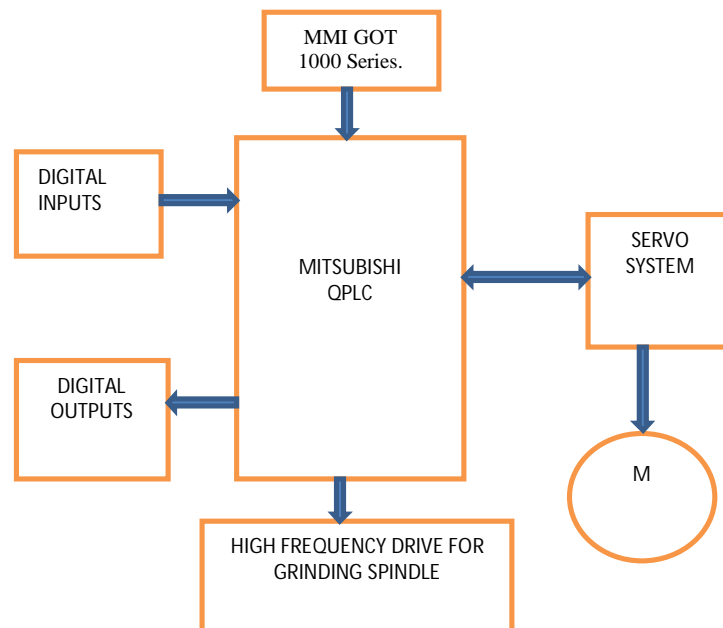 MMI GOT
1000 Series.
DIGITAL
INPUTS
MITSUBISHI
QPLC
SERVO
SYSTEM
DIGITAL
OUTPUTS
M
HIGH FREQUENCY DRIVE FOR
GRINDING SPINDLE